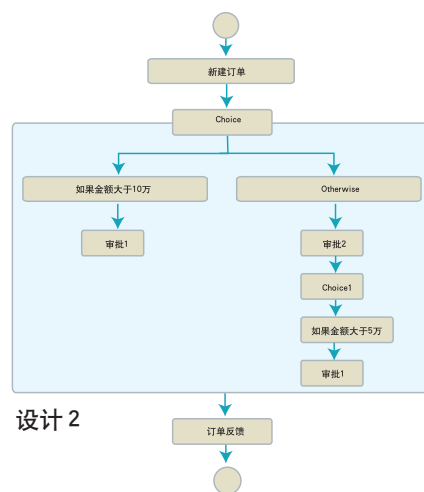 新建订单
Choice
如果金额大于10万
Otherwise
审批1
审批2
Choice1
如果金额大于5万
审批1
设计 2
订单反馈